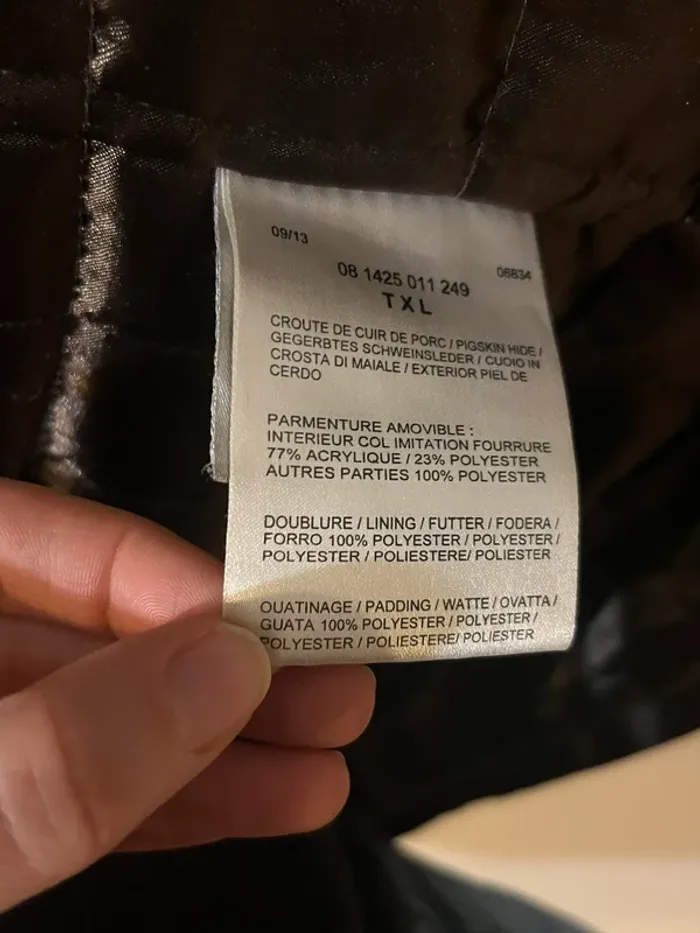 09/13
08 1425 011 249
06834
TXL
CROUTE DE CUIR DE PORC / PIGSKIN HIDE /
GEGERBTES SCHWEINSLEDER / CUOIO IN
CROSTA DI MAIALE / EXTERIOR PIEL DE
CERDO
PARMENTURE AMOVIBLE :
INTERIEUR COL IMITATION FOURRURE
77% ACRYLIQUE / 23% POLYESTER
AUTRES PARTIES 100% POLYESTER
DOUBLURE / LINING / FUTTER / FODERA /
FORRO 100% POLYESTER / POLYESTER /
POLYESTER / POLIESTERE/ POLIESTER
OUATINAGE / PADDING / WATTE / OVATTA /
GUATA 100% POLYESTER / POLYESTER /
POLYESTER / POLIESTERE/ POLIESTER